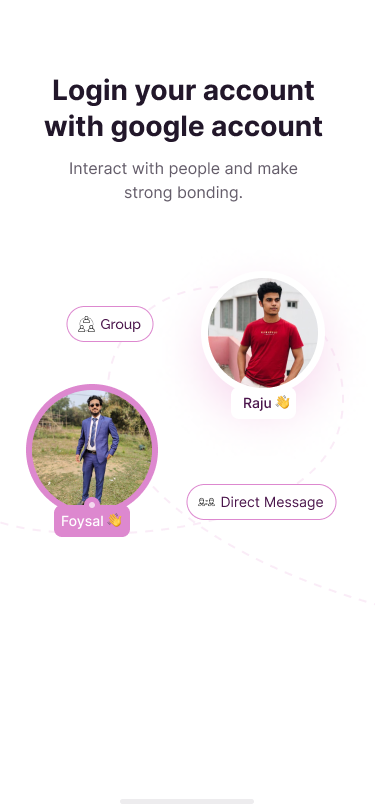 Login your account
with google account
Interact with people and make
strong bonding.
Group
Raju 👋
Direct Message
Foysal 👋